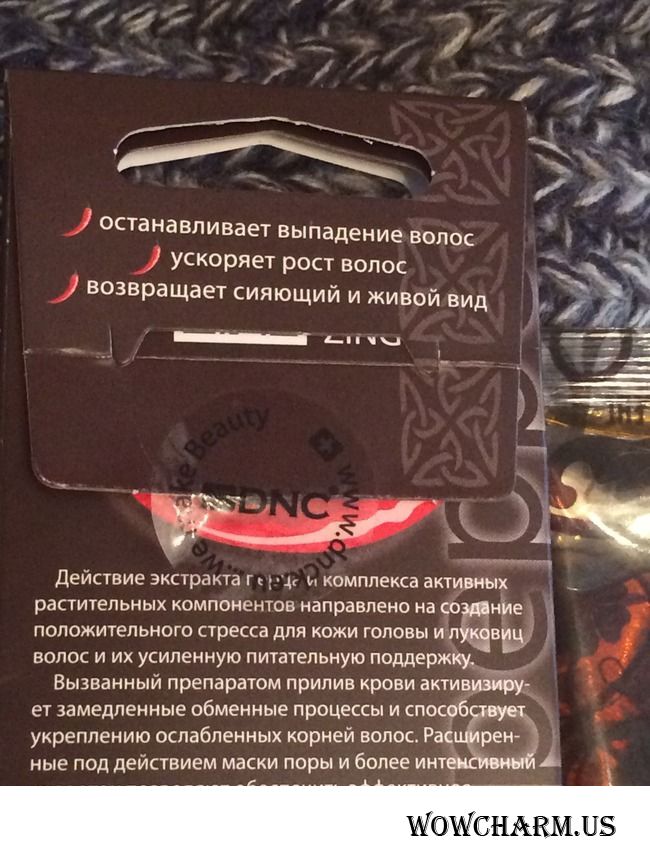 останавливает выпадение волос
ускоряет рост волос
возвращает сияющий и живой вид
We Make Beauty
DNC
Действие экстракта перца и комплекса активных
растительных компонентов направлено на создание
положительного стресса для кожи головы и луковиц
волос и их усиленную питательную поддержку.
Вызванный препаратом прилив крови активизиру-
ет замедленные обменные процессы и способствует
укреплению ослабленных корней волос. Расширен-
ные под действием маски поры и более интенсивный
WOWCHARM.US